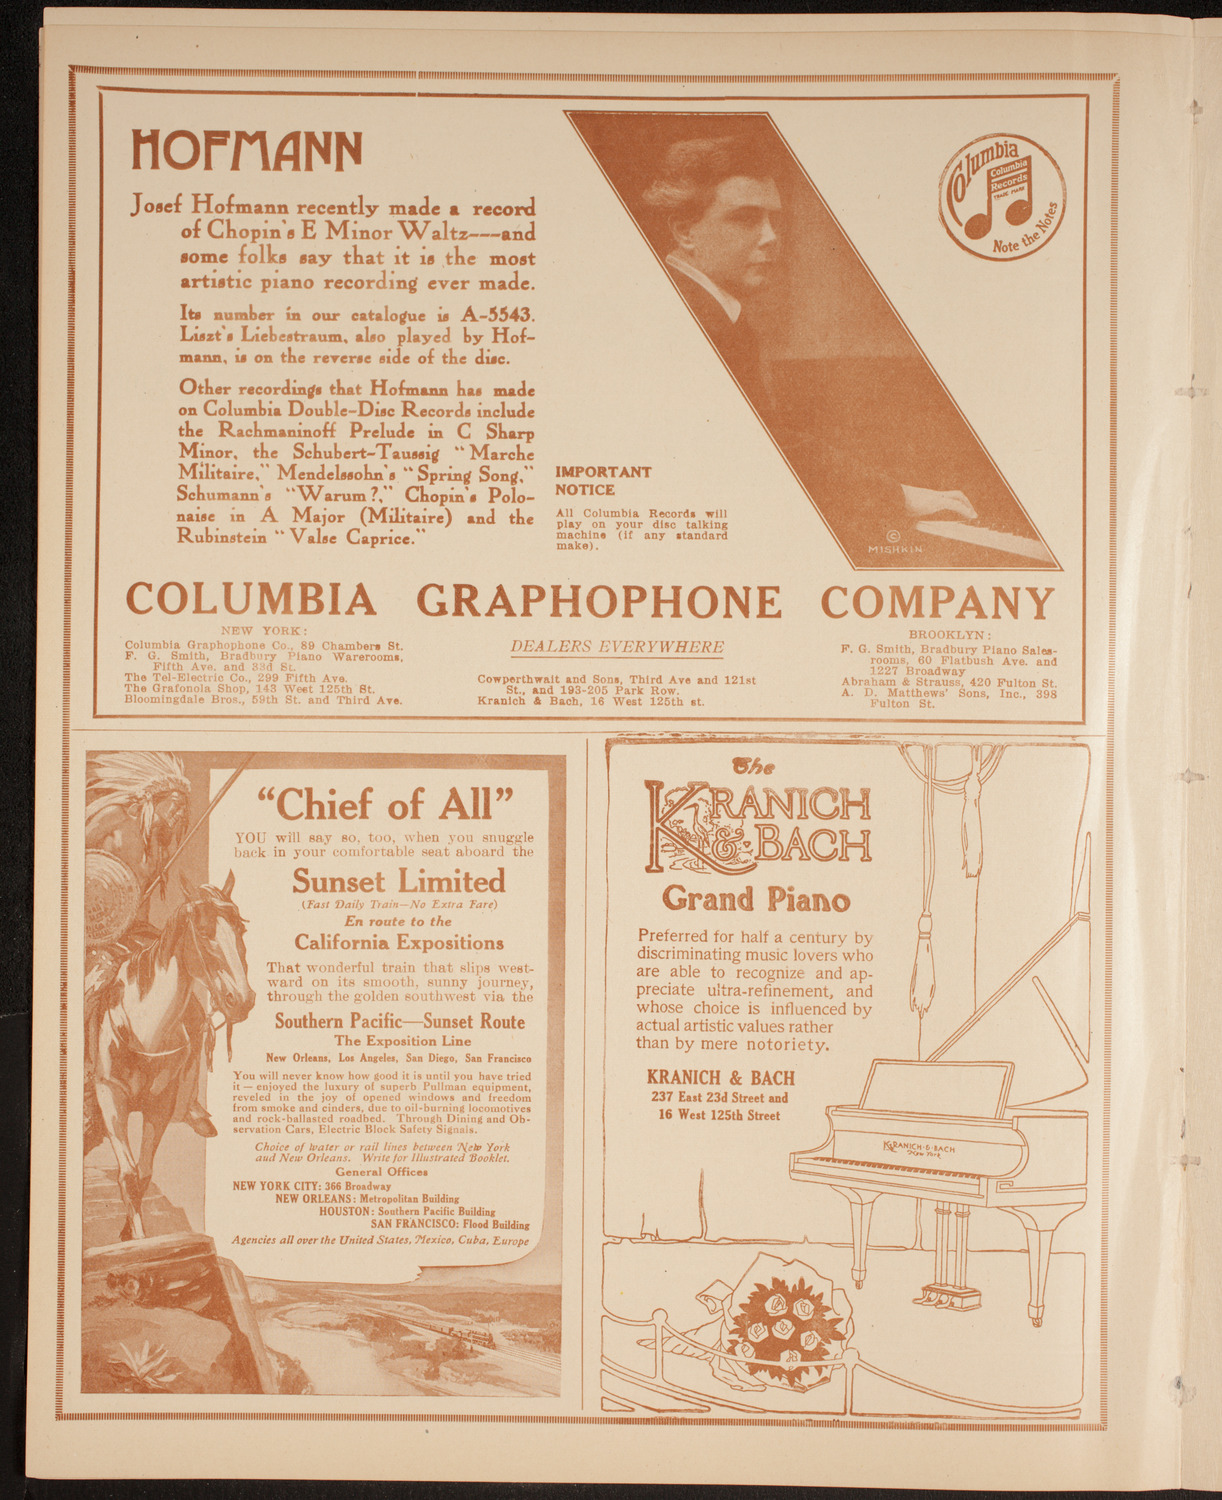 HOFMANN
Josef Hofmann recently made a record
of Chopin's E Minor Waltz---and
some folks say that it is the most
artistic piano recording ever made.
Its number in our catalogue is A-5543.
Liszt's Liebestraum, also played by Hof-
mann, is on the reverse side of the disc.
Other recordings that Hofmann has made
on Columbia Double-Disc Records include
the Rachmaninoff Prelude in C Sharp
Minor, the Schubert-Taussig "Marche
Militaire," Mendelssohn's "Spring Song,"
Schumann's "Warum?," Chopin's Polo-
naise in A Major (Militaire) and the
Rubinstein "Valse Caprice."
IMPORTANT
NOTICE
All Columbia Records will
play on your disc talking
machine (if any standard
make).
©
MISHKIN
Columbia
Columbia
Records
TRADE MARK
Note the Notes
COLUMBIA GRAPHOPHONE COMPANY
NEW YORK:
Columbia Graphophone Co., 89 Chambers St.
F. G. Smith, Bradbury Piano Warerooms,
Fifth Ave. and 33d St.
The Tel-Electric Co., 299 Fifth Ave.
The Grafonola Shop, 143 West 125th St.
Bloomingdale Bros., 59th St. and Third Ave.
DEALERS EVERYWHERE
Cowperthwait and Sons, Third Ave and 121st
St., and 193-205 Park Row.
Kranich & Bach, 16 West 125th st.
BROOKLYN:
F. G. Smith, Bradbury Piano Sales-
rooms, 60 Flatbush Ave. and
1227 Broadway
Abraham & Strauss, 420 Fulton St.
A. D. Matthews' Sons, Inc., 398
Fulton St.
"Chief of All"
YOU will say so, too, when you snuggle
back in your comfortable seat aboard the
Sunset Limited
(Fast Daily Train—No Extra Fare)
En route to the
California Expositions
That wonderful train that slips west-
ward on its smooth, sunny journey,
through the golden southwest via the
Southern Pacific—Sunset Route
The Exposition Line
New Orleans, Los Angeles, San Diego, San Francisco
You will never know how good it is until you have tried
it — enjoyed the luxury of superb Pullman equipment,
reveled in the joy of opened windows and freedom
from smoke and cinders, due to oil-burning locomotives
and rock-ballasted roadbed. Through Dining and Ob-
servation Cars, Electric Block Safety Signals.
Choice of water or rail lines between New York
and New Orleans. Write for Illustrated Booklet.
General Offices
NEW YORK CITY: 366 Broadway
NEW ORLEANS: Metropolitan Building
HOUSTON: Southern Pacific Building
SAN FRANCISCO: Flood Building
Agencies all over the United States, Mexico, Cuba, Europe
The
KRANICH
& BACH
Grand Piano
Preferred for half a century by
discriminating music lovers who
are able to recognize and ap-
preciate ultra-refinement, and
whose choice is influenced by
actual artistic values rather
than by mere notoriety.
KRANICH & BACH
237 East 23d Street and
16 West 125th Street
KRANICH·&·BACH
New York